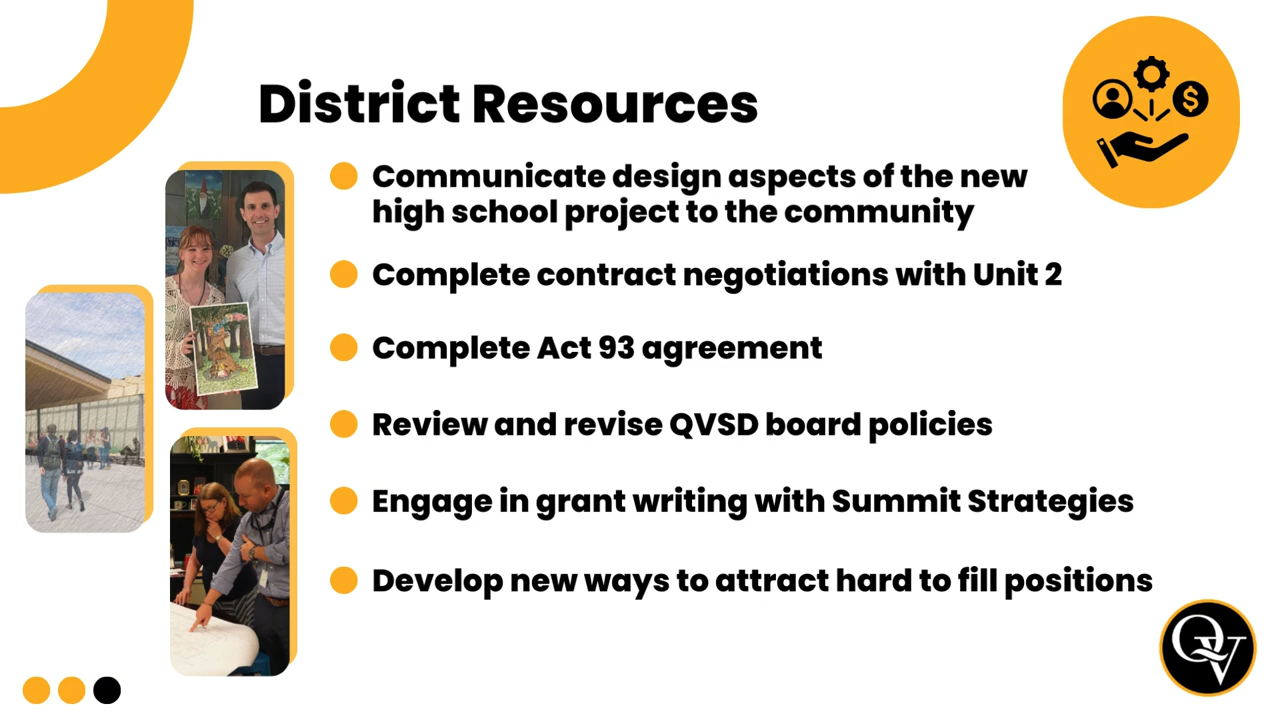 District Resources
Communicate design aspects of the new
high school project to the community
Complete contract negotiations with Unit 2
Complete Act 93 agreement
Review and revise QVSD board policies
Engage in grant writing with Summit Strategies
Develop new ways to attract hard to fill positions
QV